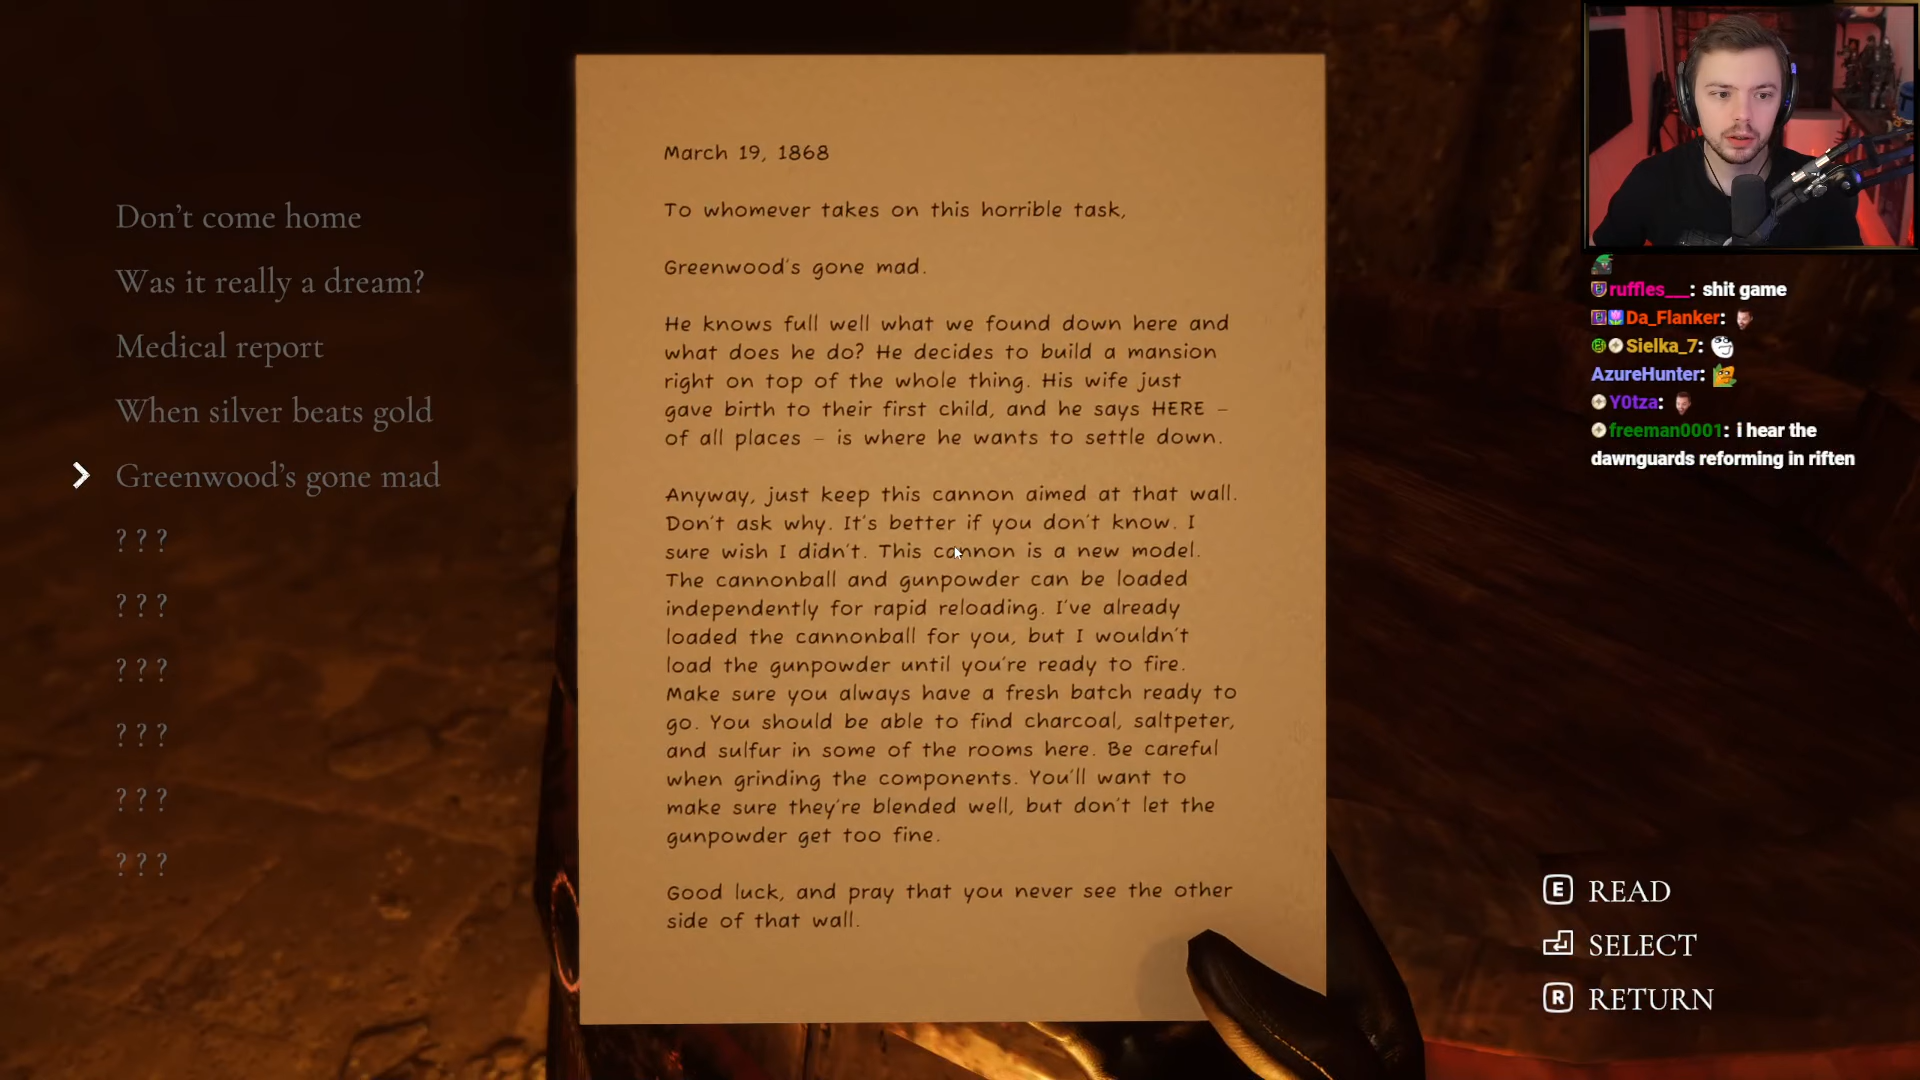 Don't come home
Was it really a dream?
Medical report
When silver beats gold
Greenwood's gone mad
? ? ?
? ? ?
? ? ?
? ? ?
? ? ?
? ? ?
March 19, 1868
To whomever takes on this horrible task,
Greenwood's gone mad.
He knows full well what we found down here and
what does he do? He decides to build a mansion
right on top of the whole thing. His wife just
gave birth to their first child, and he says HERE –
of all places – is where he wants to settle down.
Anyway, just keep this cannon aimed at that wall.
Don't ask why. It's better if you don't know. I
sure wish I didn't. This cannon is a new model.
The cannonball and gunpowder can be loaded
independently for rapid reloading. I've already
loaded the cannonball for you, but I wouldn't
load the gunpowder until you're ready to fire.
Make sure you always have a fresh batch ready to
go. You should be able to find charcoal, saltpeter,
and sulfur in some of the rooms here. Be careful
when grinding the components. You'll want to
make sure they're blended well, but don't let the
gunpowder get too fine.
Good luck, and pray that you never see the other
side of that wall.
ruffles___: shit game
Da_Flanker:
Sielka_7:
AzureHunter:
Y0tza:
freeman0001: i hear the
dawnguards reforming in riften
E READ
SELECT
R RETURN